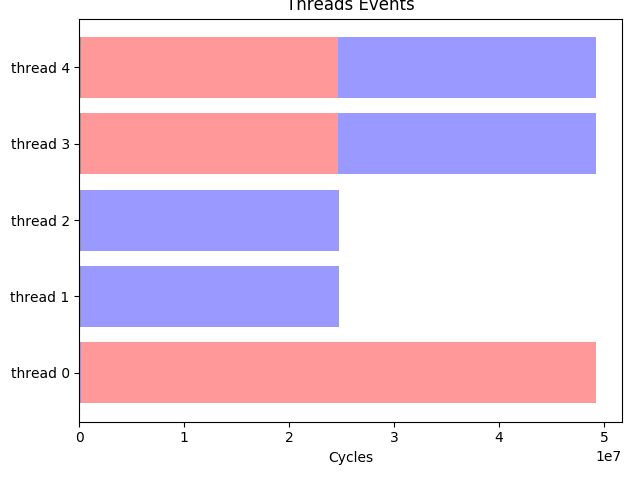 Threads Events
thread 4
thread 3
thread 2
thread 1
thread 0
0 1 2 3 4 5
1e7
Cycles